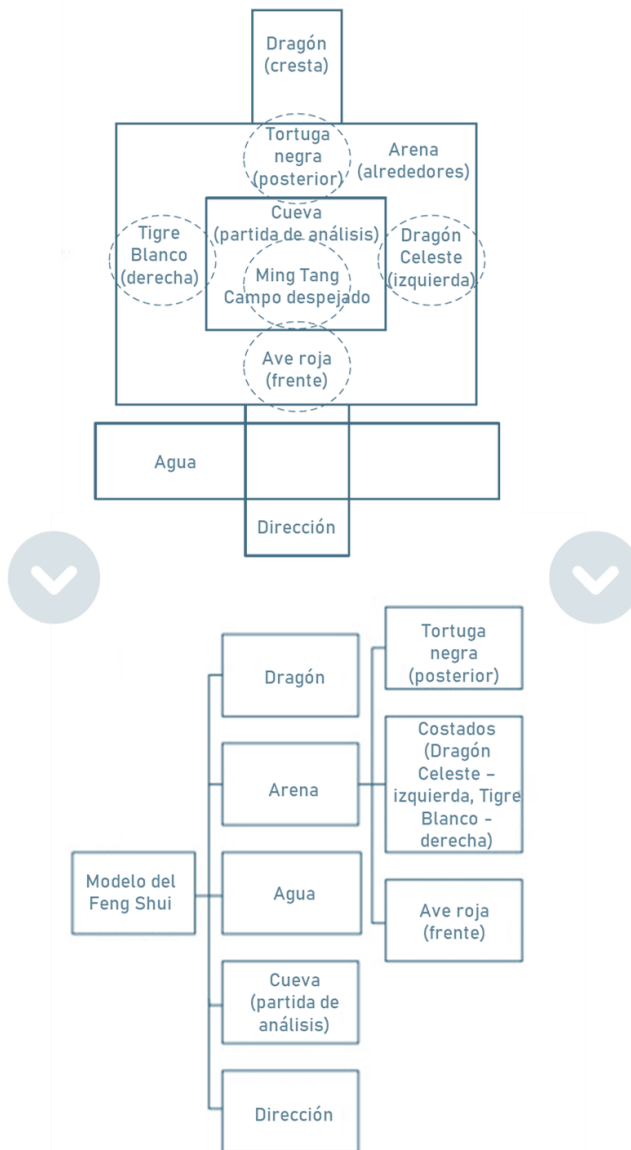 Dragón
(cresta)
Tortuga
negra
(posterior)
Arena
(alrededores)
Cueva
(partida de análisis)
Tigre
Blanco
(derecha)
Dragón
Celeste
(izquierda)
Ming Tang
Campo despejado
Ave roja
(frente)
Agua
Dirección
Modelo del
Feng Shui
Dragón
Arena
Agua
Cueva
(partida de
análisis)
Dirección
Tortuga
negra
(posterior)
Costados
(Dragón
Celeste –
izquierda, Tigre
Blanco -
derecha)
Ave roja
(frente)